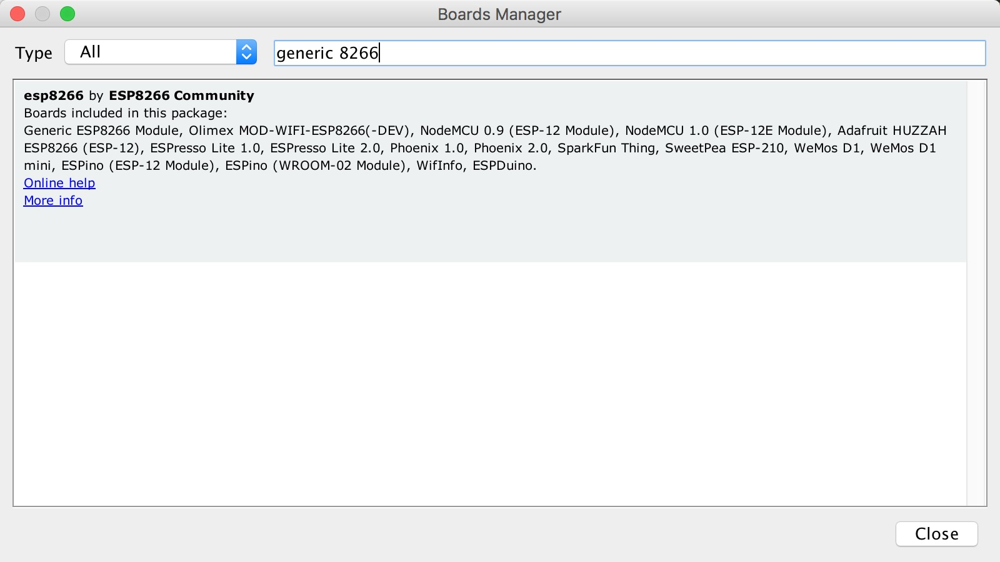 Boards Manager
Type All generic 8266
esp8266 by ESP8266 Community
Boards included in this package:
Generic ESP8266 Module, Olimex MOD-WIFI-ESP8266(-DEV), NodeMCU 0.9 (ESP-12 Module), NodeMCU 1.0 (ESP-12E Module), Adafruit HUZZAH
ESP8266 (ESP-12), ESPresso Lite 1.0, ESPresso Lite 2.0, Phoenix 1.0, Phoenix 2.0, SparkFun Thing, SweetPea ESP-210, WeMos D1, WeMos D1
mini, ESPino (ESP-12 Module), ESPino (WROOM-02 Module), WifInfo, ESPDuino.
Online help
More info
Close